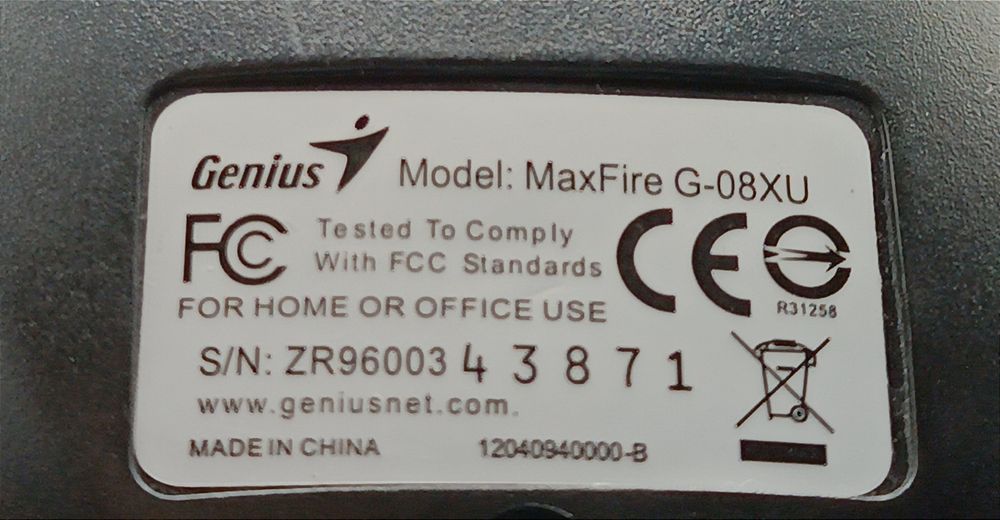 Genius Model: MaxFire G-08XU
FC Tested To Comply
With FCC Standards
CE
R31258
FOR HOME OR OFFICE USE
S/N: ZR96003 4 3 8 7 1
www.geniusnet.com.
MADE IN CHINA 12040940000-B